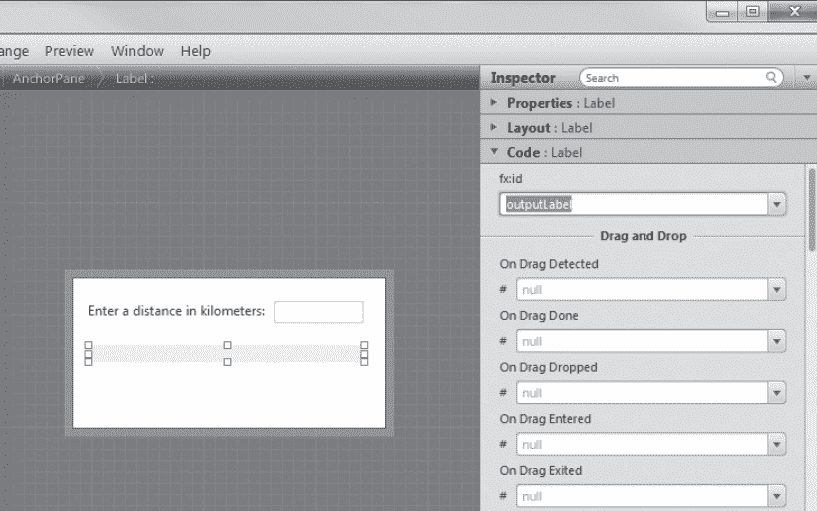 ange Preview Window Help
AnchorPane Label :
Inspector Search
Properties : Label
Layout : Label
Code : Label
fx:id
outputLabel
Drag and Drop
On Drag Detected
# null
On Drag Done
# null
On Drag Dropped
# null
On Drag Entered
# null
On Drag Exited
# null
Enter a distance in kilometers: